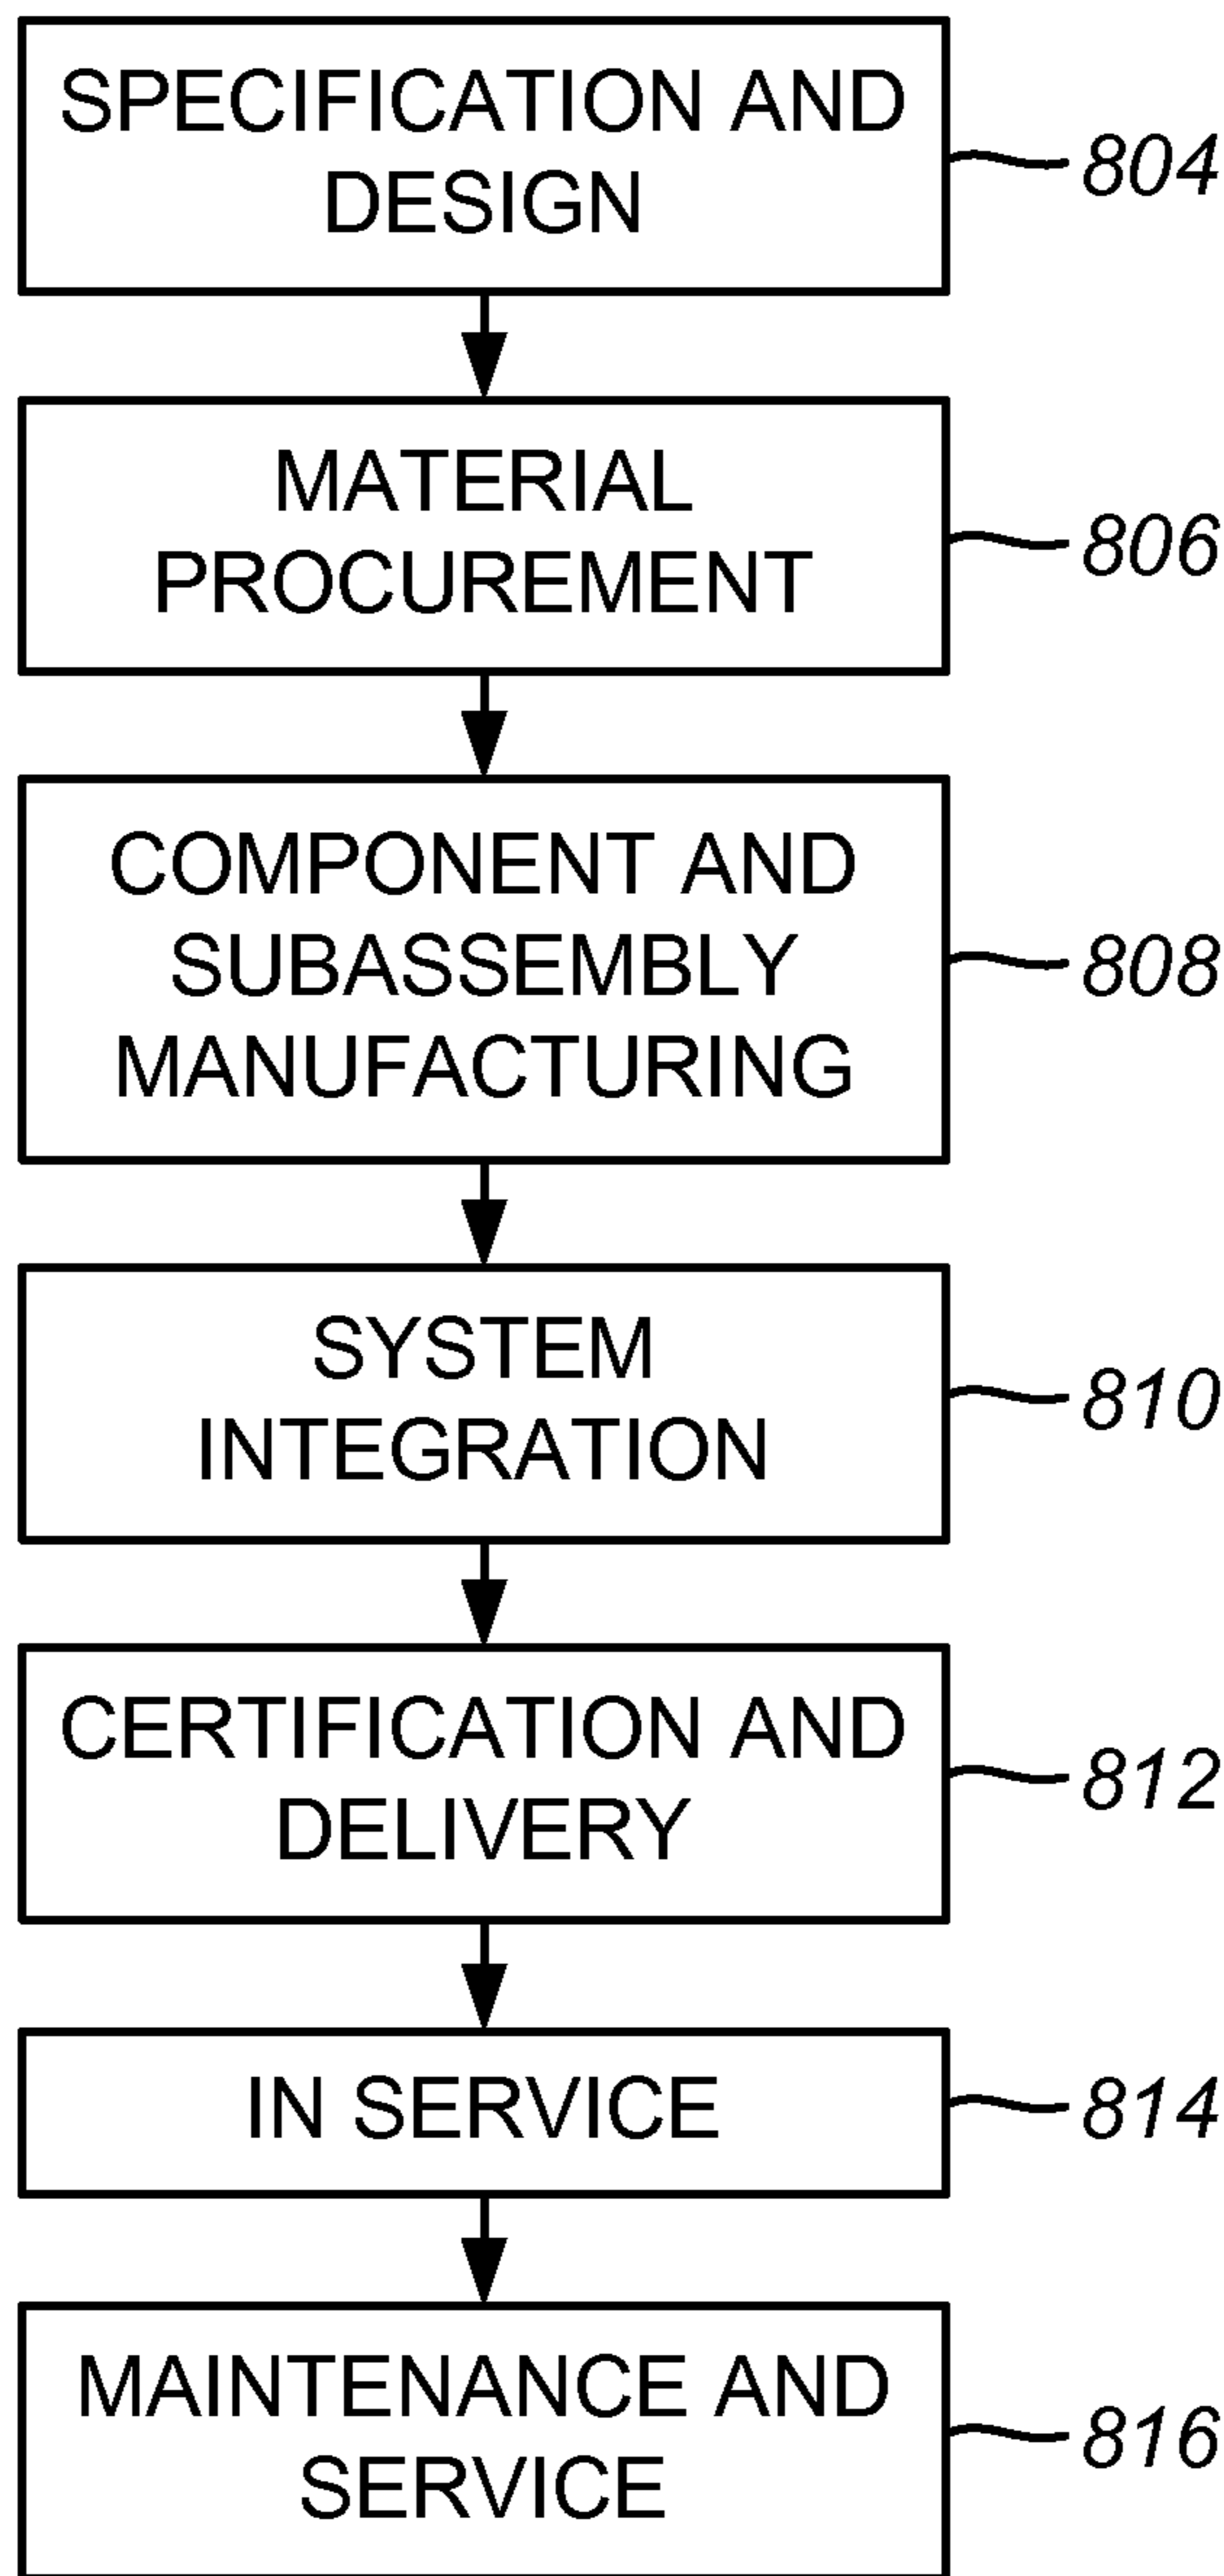 SPECIFICATION AND
DESIGN
804
MATERIAL
PROCUREMENT
806
COMPONENT AND
SUBASSEMBLY
MANUFACTURING
808
SYSTEM
INTEGRATION
810
CERTIFICATION AND
DELIVERY
812
IN SERVICE
814
MAINTENANCE AND
SERVICE
816